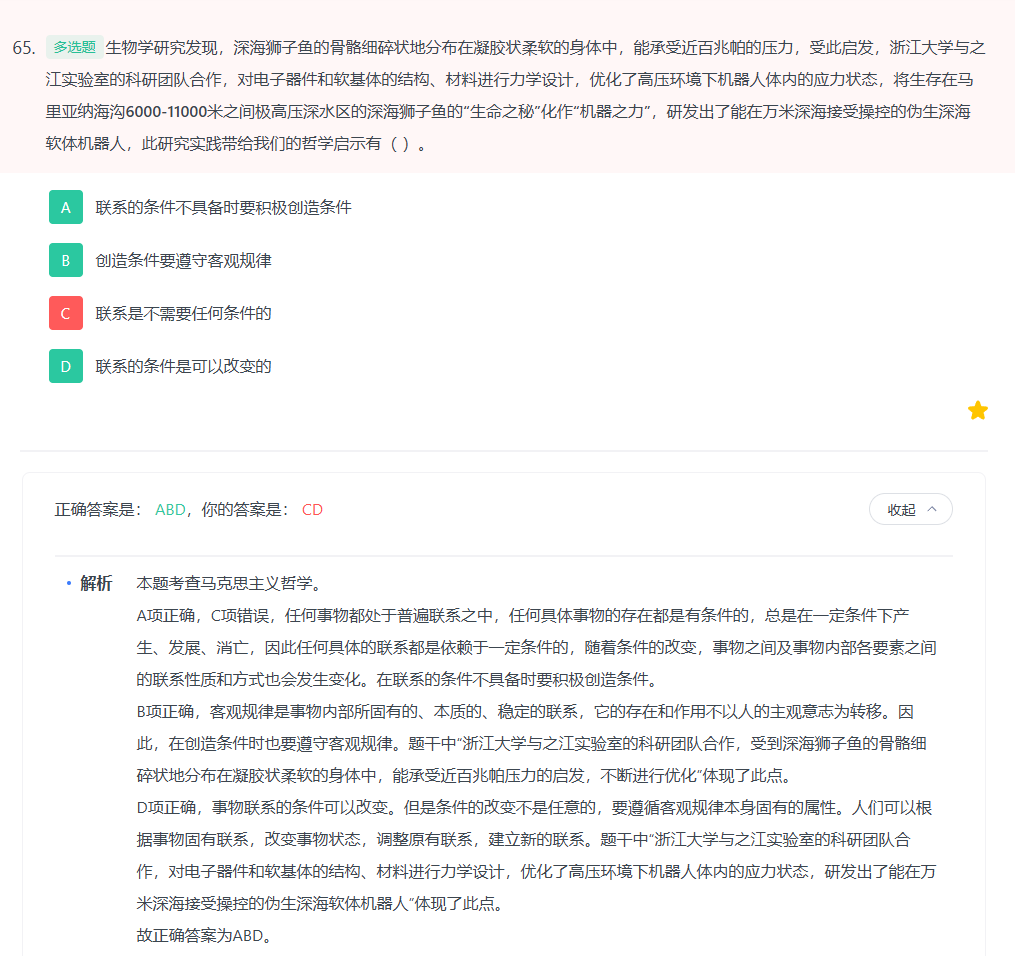 65. 多选题 生物学研究发现，深海狮子鱼的骨骼细碎状地分布在凝胶状柔软的身体中，能承受近百兆帕的压力，受此启发，浙江大学与之
江实验室的科研团队合作，对电子器件和软基体的结构、材料进行力学设计，优化了高压环境下机器人体内的应力状态，将生存在马
里亚纳海沟6000-11000米之间极高压深水区的深海狮子鱼的“生命之秘”化作“机器之力”，研发出了能在万米深海接受操控的仿生深海
软体机器人，此研究实践带给我们的哲学启示有（ ）。
A 联系的条件不具备时要积极创造条件
B 创造条件要遵守客观规律
C 联系是不需要任何条件的
D 联系的条件是可以改变的
正确答案是： ABD，你的答案是： CD 收起
解析 本题考查马克思主义哲学。
A项正确，C项错误，任何事物都处于普遍联系之中，任何具体事物的存在都是有条件的，总是在一定条件下产
生、发展、消亡，因此任何具体的联系都是依赖于一定条件的，随着条件的改变，事物之间及事物内部各要素之间
的联系性质和方式也会发生变化。在联系的条件不具备时要积极创造条件。
B项正确，客观规律是事物内部所固有的、本质的、稳定的联系，它的存在和作用不以人的主观意志为转移。因
此，在创造条件时也要遵守客观规律。题干中“浙江大学与之江实验室的科研团队合作，受到深海狮子鱼的骨骼细
碎状地分布在凝胶状柔软的身体中，能承受近百兆帕压力的启发，不断进行优化”体现了此点。
D项正确，事物联系的条件可以改变。但是条件的改变不是任意的，要遵循客观规律本身固有的属性。人们可以根
据事物固有联系，改变事物状态，调整原有联系，建立新的联系。题干中“浙江大学与之江实验室的科研团队合
作，对电子器件和软基体的结构、材料进行力学设计，优化了高压环境下机器人体内的应力状态，研发出了能在万
米深海接受操控的仿生深海软体机器人”体现了此点。
故正确答案为ABD。